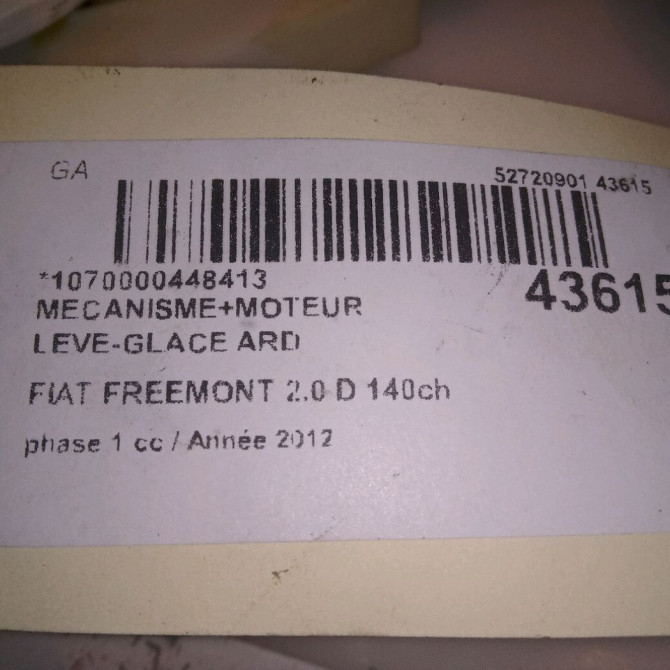 GA
52720901 43615
*1070000448413
43615
MECANISME+MOTEUR
LEVE-GLACE ARD
FIAT FREEMONT 2.0 D 140ch
phase 1 cc / Année 2012